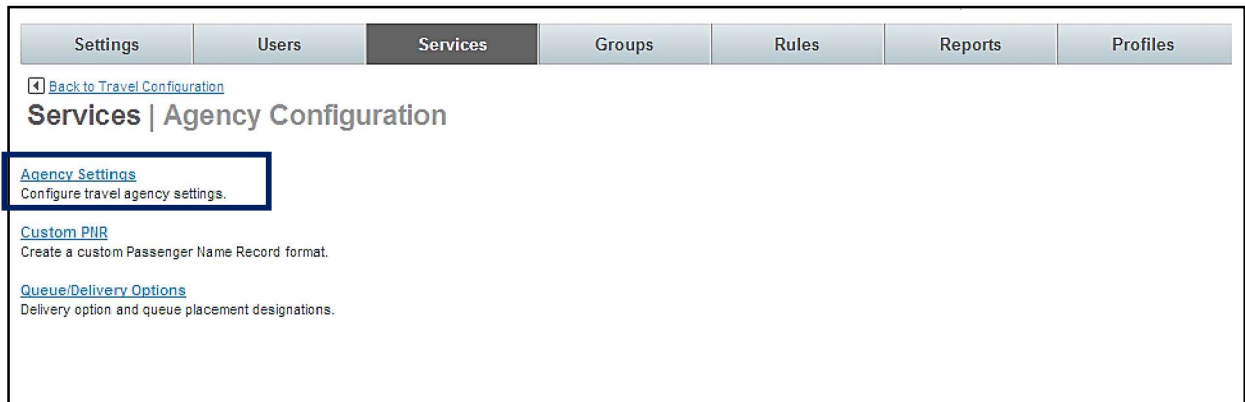 Settings Users Services Groups Rules Reports Profiles
Back to Travel Configuration
Services | Agency Configuration
Agency Settings
Configure travel agency settings.
Custom PNR
Create a custom Passenger Name Record format.
Queue/Delivery Options
Delivery option and queue placement designations.